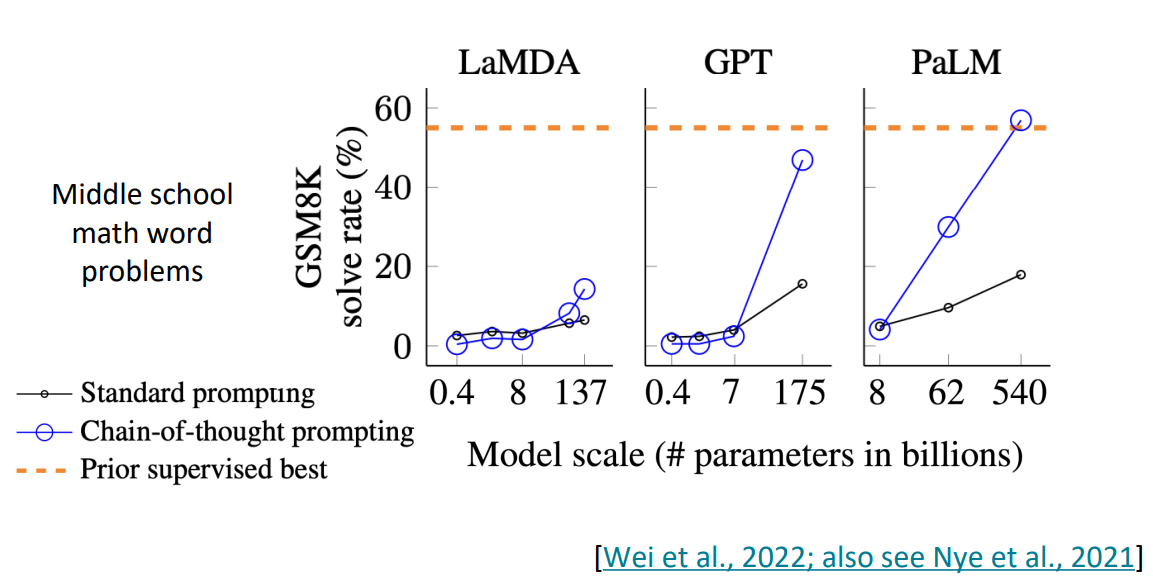 LaMDA
GPT
PaLM
Middle school
math word
problems
GSM8K
solve rate (%)
60
40
20
0
0.4 8 137
0.4 7 175
8 62 540
Standard prompting
Chain-of-thought prompting
Prior supervised best
Model scale (# parameters in billions)
[Wei et al., 2022; also see Nye et al., 2021]